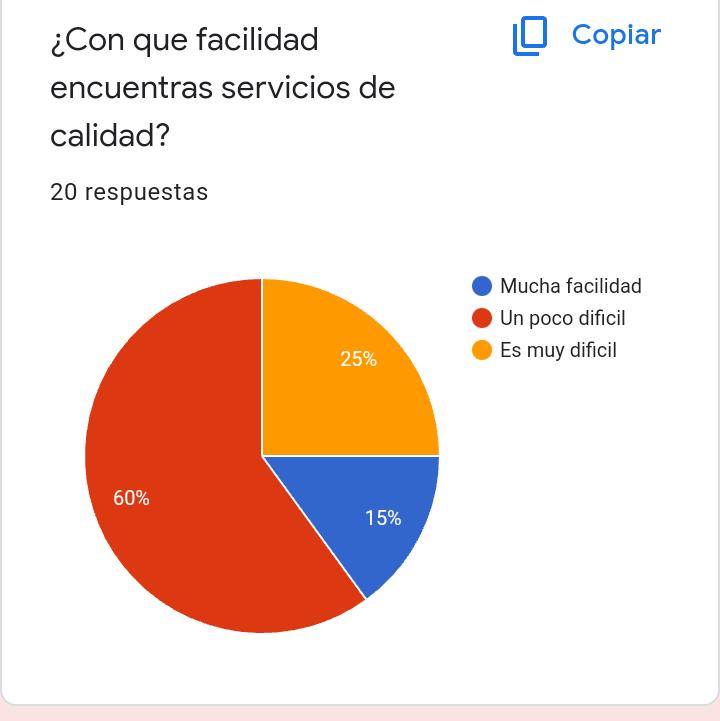 ¿Con que facilidad
encuentras servicios de
calidad?
Copiar
20 respuestas
Mucha facilidad
Un poco dificil
Es muy dificil
25%
60%
15%